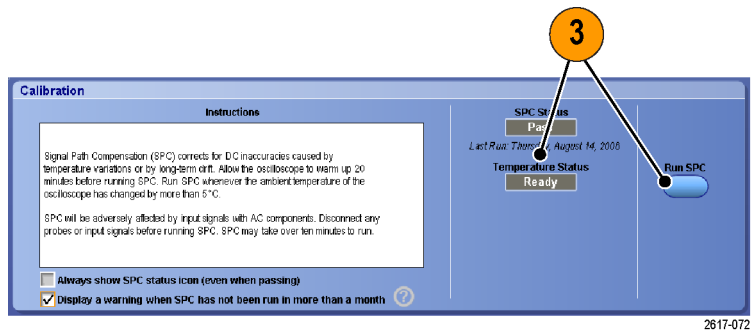 3
Calibration
Instructions
Signal Path Compensation (SPC) corrects for DC inaccuracies caused by
temperature variations or by long-term drift. Allow the oscilloscope to warm up 20
minutes before running SPC. Run SPC whenever the ambient temperature of the
oscilloscope has changed by more than 5°C.
SPC will be adversely affected by input signals with AC components. Disconnect any
probes or input signals before running SPC. SPC may take over ten minutes to run.
Always show SPC status icon (even when passing)
Display a warning when SPC has not been run in more than a month
?
SPC Status
Pass
Last Run: Thursday, August 14, 2008
Temperature Status
Ready
Run SPC
2617-072